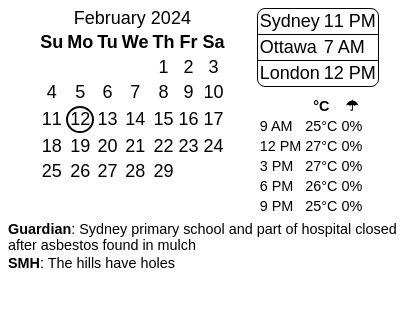 February 2024
Su Mo Tu We Th Fr Sa
1 2 3
4 5 6 7 8 9 10
11 12 13 14 15 16 17
18 19 20 21 22 23 24
25 26 27 28 29
Sydney 11 PM
Ottawa 7 AM
London 12 PM
°C ☂
9 AM 25°C 0%
12 PM 27°C 0%
3 PM 27°C 0%
6 PM 26°C 0%
9 PM 25°C 0%
Guardian: Sydney primary school and part of hospital closed
after asbestos found in mulch
SMH: The hills have holes